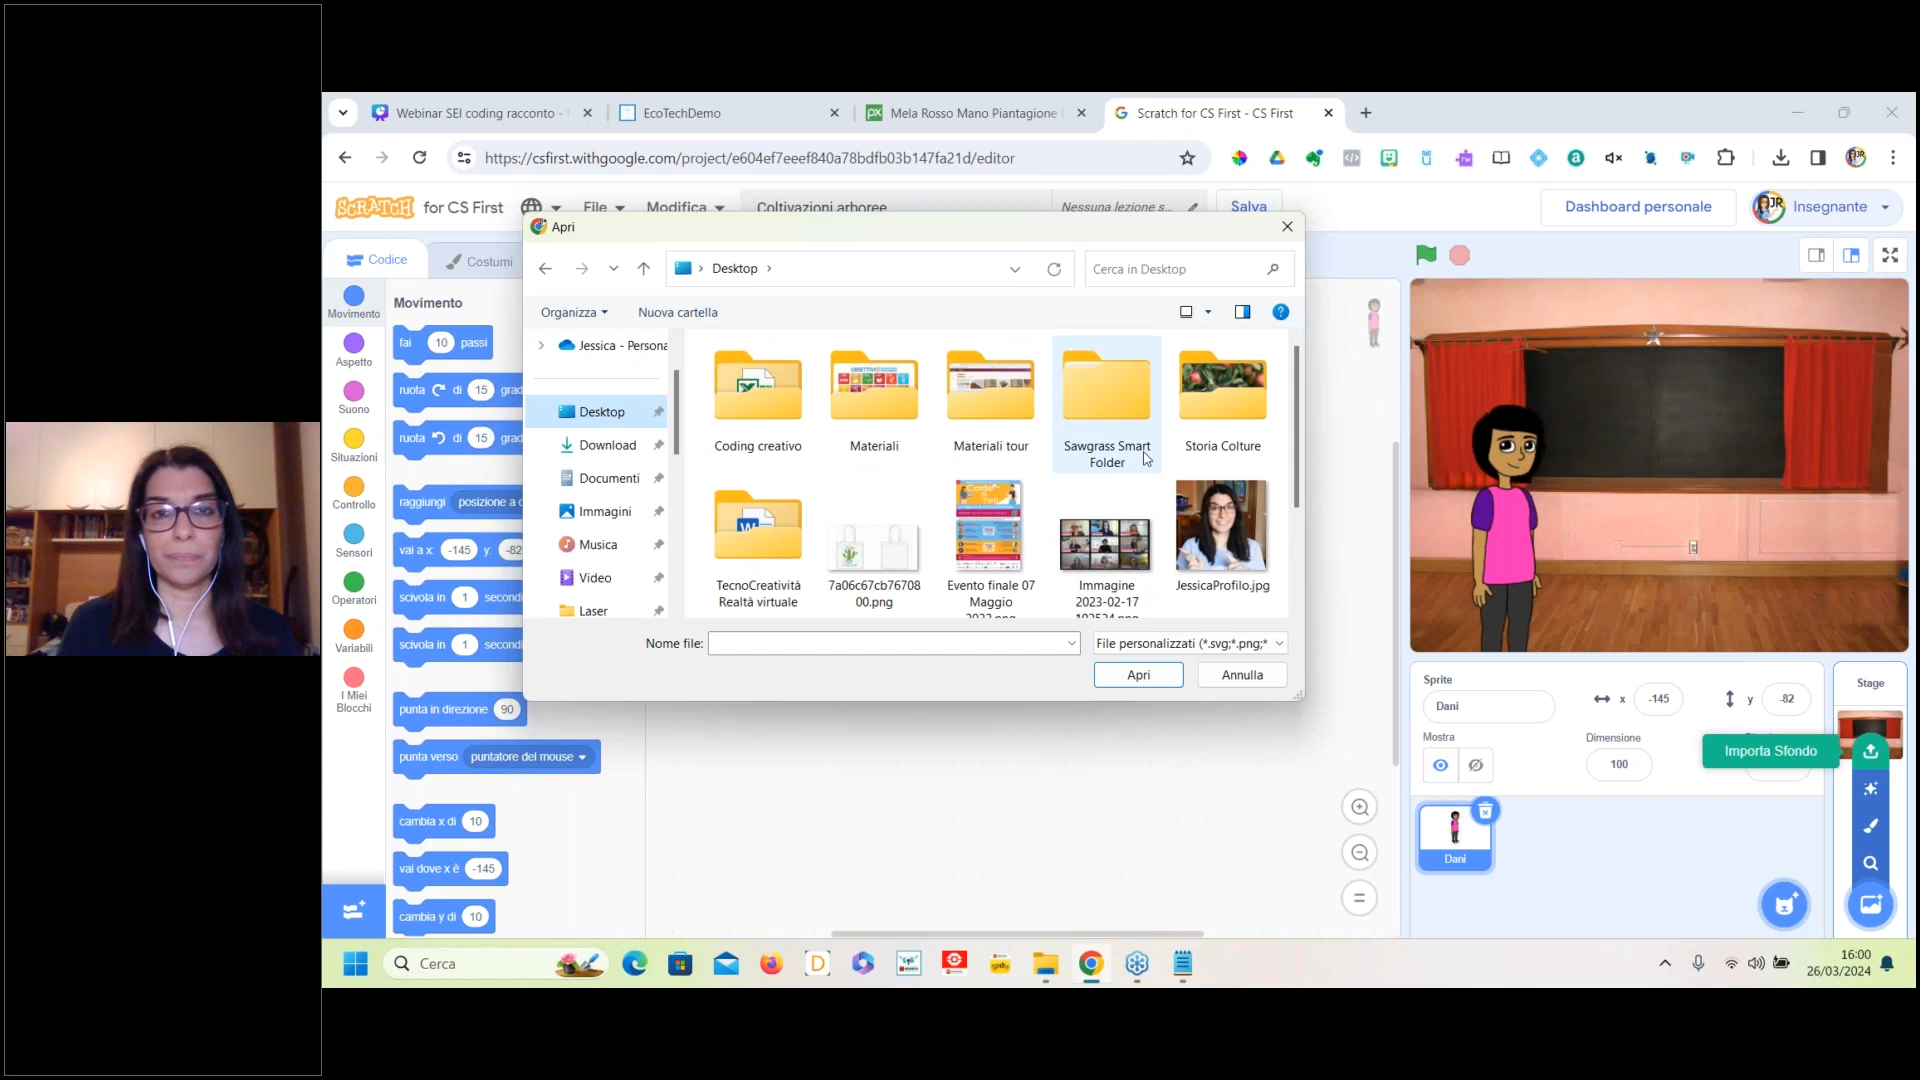 Webinar SEI coding racconto -
EcoTechDemo
Mela Rosso Mano Piantagione
Scratch for CS First - CS First
https://csfirst.withgoogle.com/project/e604ef7eeef840a78bdfb03b147fa21d/editor
SCRATCH for CS First
File
Modifica
Coltivazioni arboree
Nessuna lezione s...
Salva
Dashboard personale
Insegnante
Codice
Costumi
Movimento
Aspetto
Suono
Situazioni
Controllo
Sensori
Operatori
Variabili
I Miei
Blocchi
Movimento
fai 10 passi
ruota di 15 grad
ruota di 15 grad
raggiungi posizione a c
vai a x: -145 y: -82
scivola in 1 secondi
scivola in 1 secondi
punta in direzione 90
punta verso puntatore del mouse
cambia x di 10
vai dove x è -145
cambia y di 10
Apri
Desktop
Cerca in Desktop
Organizza
Nuova cartella
Jessica - Persona
Desktop
Download
Documenti
Immagini
Musica
Video
Laser
Coding creativo
Materiali
Materiali tour
Sawgrass Smart
Folder
Storia Colture
TecnoCreatività
Realtà virtuale
7a06c67cb76708
00.png
Evento finale 07
Maggio
Immagine
2023-02-17
JessicaProfilo.jpg
Nome file:
File personalizzati (*.svg;*.png;*
Apri
Annulla
Sprite
Dani
x -145
y -82
Mostra
Dimensione
100
Stage
Importa Sfondo
Dani
Cerca
16:00
26/03/2024